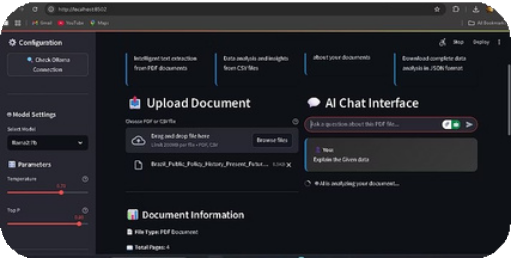 http://localhost:8502
Gmail
YouTube
Maps
All Bookmarks
Stop
Deploy
Configuration
Check Ollama
Connection
Model Settings
Select Model
llama2:7b
Parameters
Temperature
0.70
Top P
0.90
Intelligent text extraction
from PDF documents
Data analysis and insights
from CSV files
about your documents
Download complete data
analysis in JSON format
Upload Document
Choose PDF or CSV file
Drag and drop file here
Limit 200MB per file • PDF, CSV
Browse files
Brazil_Public_Policy_History_Present_Futur...
Document Information
File Type: PDF Document
Total Pages: 4
AI Chat Interface
Ask a question about this PDF file...
You:
Explain the Given data
AI is analyzing your document...